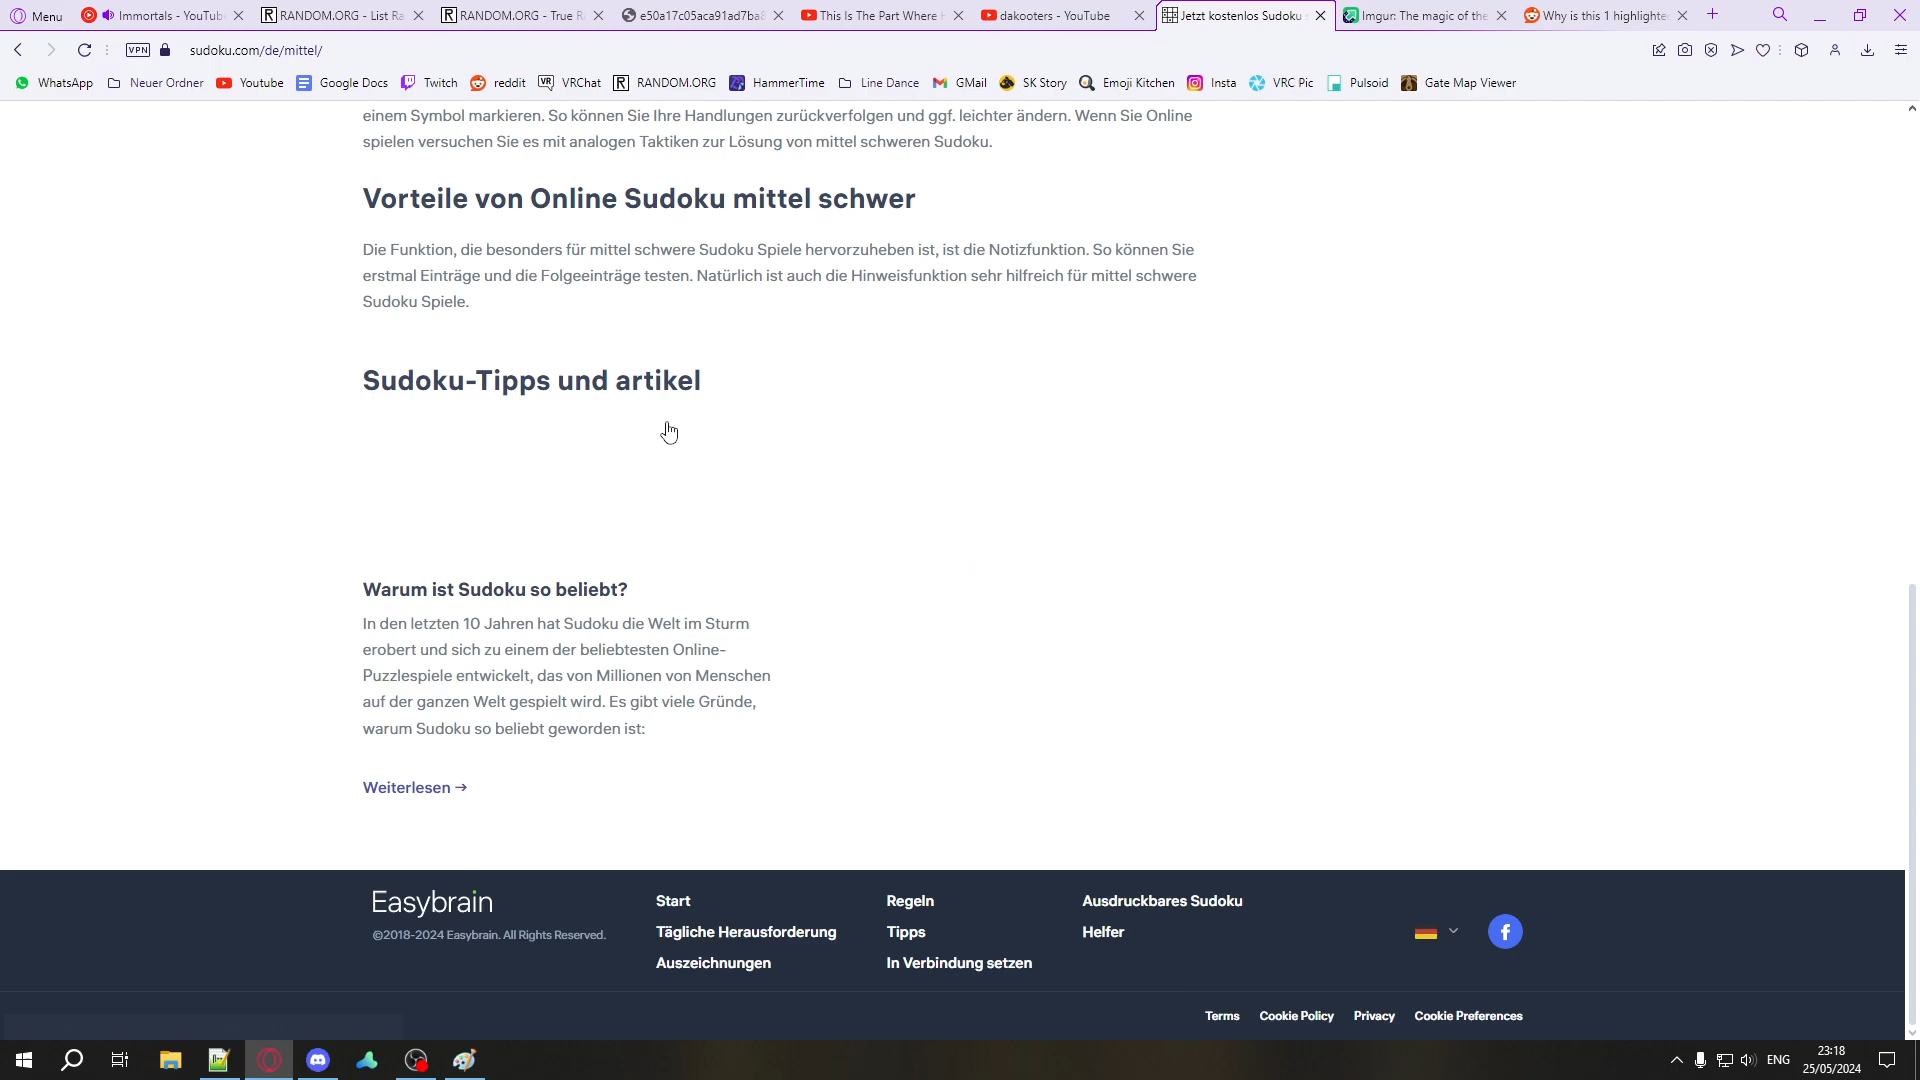 Menu
Immortals - YouTub
RANDOM.ORG - List Ra
RANDOM.ORG - True R
e50a17c05aca91ad7ba8
This Is The Part Where H
dakooters - YouTube
Jetzt kostenlos Sudoku s
Imgur: The magic of the
Why is this 1 highlighted
VPN
sudoku.com/de/mittel/
WhatsApp
Neuer Ordner
Youtube
Google Docs
Twitch
reddit
VRChat
RANDOM.ORG
HammerTime
Line Dance
GMail
SK Story
Emoji Kitchen
Insta
VRC Pic
Pulsoid
Gate Map Viewer
einem Symbol markieren. So können Sie Ihre Handlungen zurückverfolgen und ggf. leichter ändern. Wenn Sie Online
spielen versuchen Sie es mit analogen Taktiken zur Lösung von mittel schweren Sudoku.
Vorteile von Online Sudoku mittel schwer
Die Funktion, die besonders für mittel schwere Sudoku Spiele hervorzuheben ist, ist die Notizfunktion. So können Sie
erstmal Einträge und die Folgeeinträge testen. Natürlich ist auch die Hinweisfunktion sehr hilfreich für mittel schwere
Sudoku Spiele.
Sudoku-Tipps und artikel
Warum ist Sudoku so beliebt?
In den letzten 10 Jahren hat Sudoku die Welt im Sturm
erobert und sich zu einem der beliebtesten Online-
Puzzlespiele entwickelt, das von Millionen von Menschen
auf der ganzen Welt gespielt wird. Es gibt viele Gründe,
warum Sudoku so beliebt geworden ist:
Weiterlesen →
Easybrain
©2018-2024 Easybrain. All Rights Reserved.
Start
Tägliche Herausforderung
Auszeichnungen
Regeln
Tipps
In Verbindung setzen
Ausdruckbares Sudoku
Helfer
Terms
Cookie Policy
Privacy
Cookie Preferences
ENG
23:18
25/05/2024